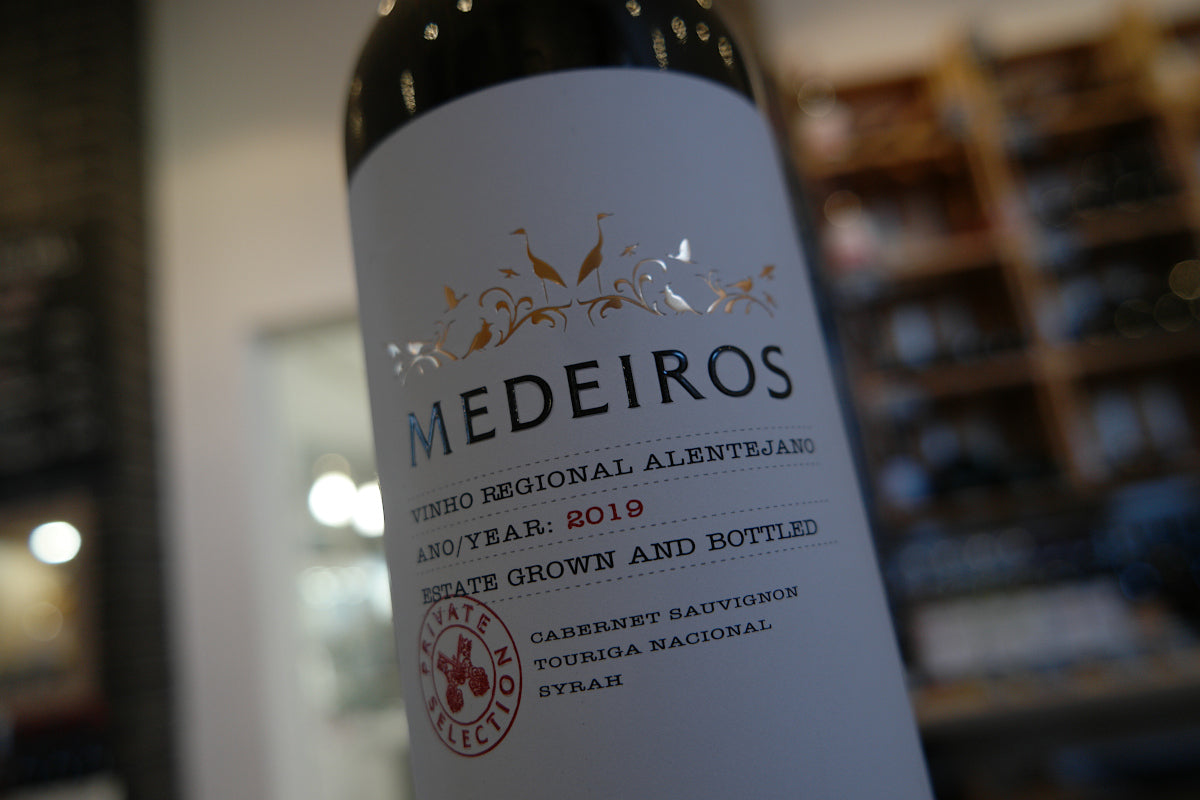 MEDEIROS
VINHO REGIONAL ALENTEJANO
ANO/YEAR: 2019
ESTATE GROWN AND BOTTLED
PRIVATE SELECTION
CABERNET SAUVIGNON
TOURIGA NACIONAL
SYRAH